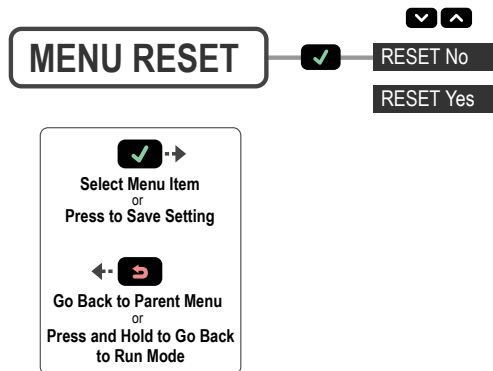 MENU RESET
RESET No
RESET Yes
Select Menu Item
or
Press to Save Setting
Go Back to Parent Menu
or
Press and Hold to Go Back
to Run Mode